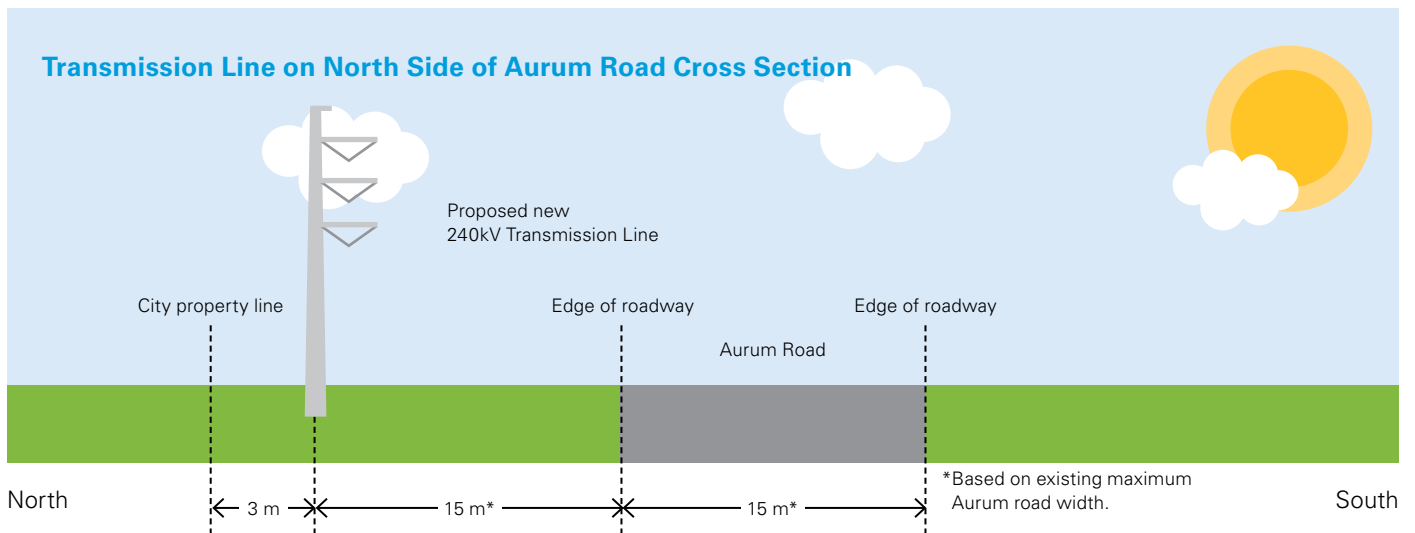 Transmission Line on North Side of Aurum Road Cross Section
Proposed new
240kV Transmission Line
City property line
Edge of roadway
Edge of roadway
Aurum Road
North
3 m
15 m*
15 m*
*Based on existing maximum
Aurum road width.
South